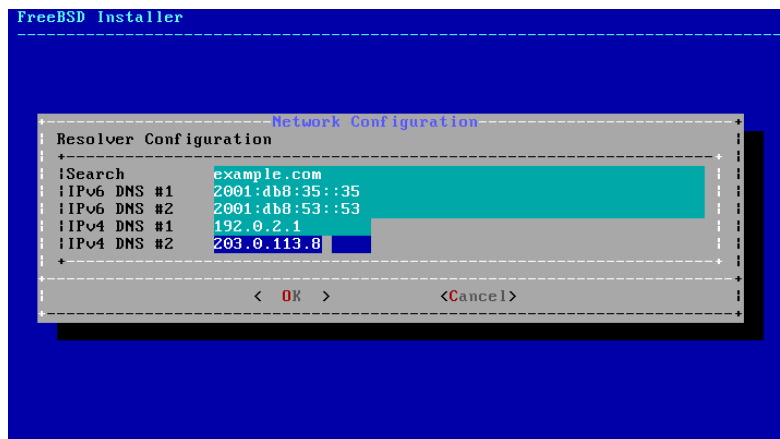 FreeBSD Installer
Network Configuration
Resolver Configuration
Search example.com
IPv6 DNS #1 2001:db8:35::35
IPv6 DNS #2 2001:db8:53::53
IPv4 DNS #1 192.0.2.1
IPv4 DNS #2 203.0.113.8
< OK > <Cancel>